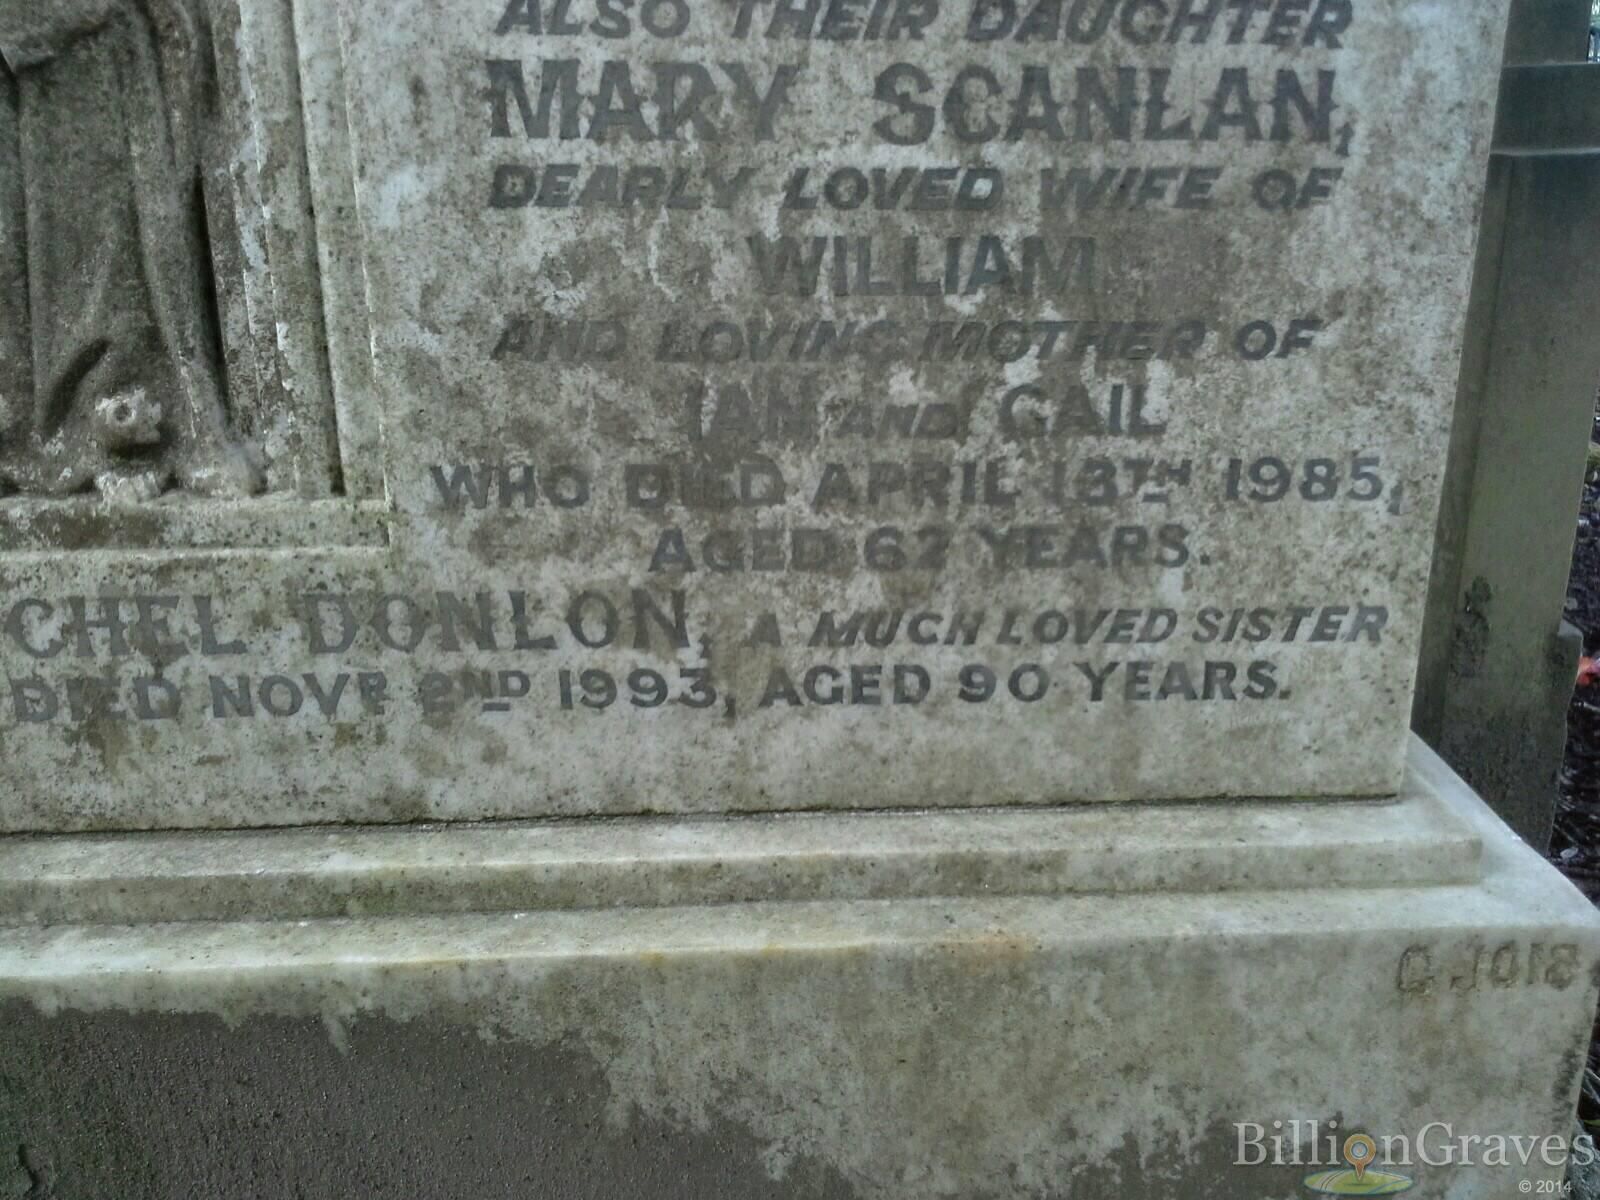 ALSO THEIR DAUGHTER
MARY SCANLAN,
DEARLY LOVED WIFE OF
WILLIAM
AND LOVING MOTHER OF
IAN AND GAIL
WHO DIED APRIL 13TH 1985,
AGED 62 YEARS.
CHEL DONLON, A MUCH LOVED SISTER
DIED NOVR 2ND 1993, AGED 90 YEARS.
G J018
BillionGraves
© 2014